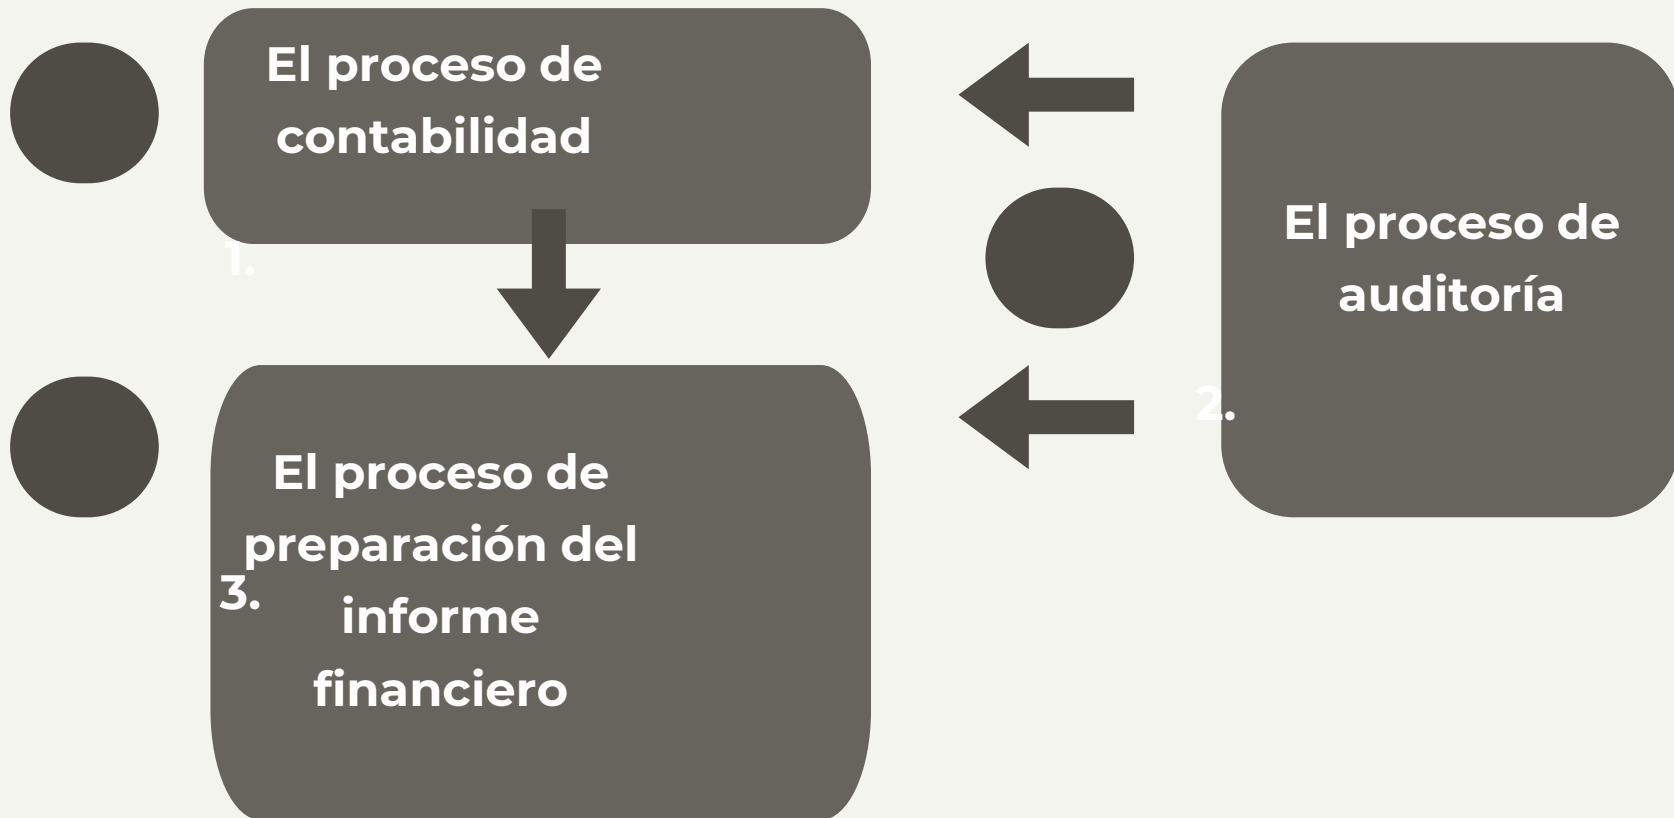 El proceso de
contabilidad
1.
El proceso de
auditoría
2.
El proceso de
preparación del
3.
informe
financiero